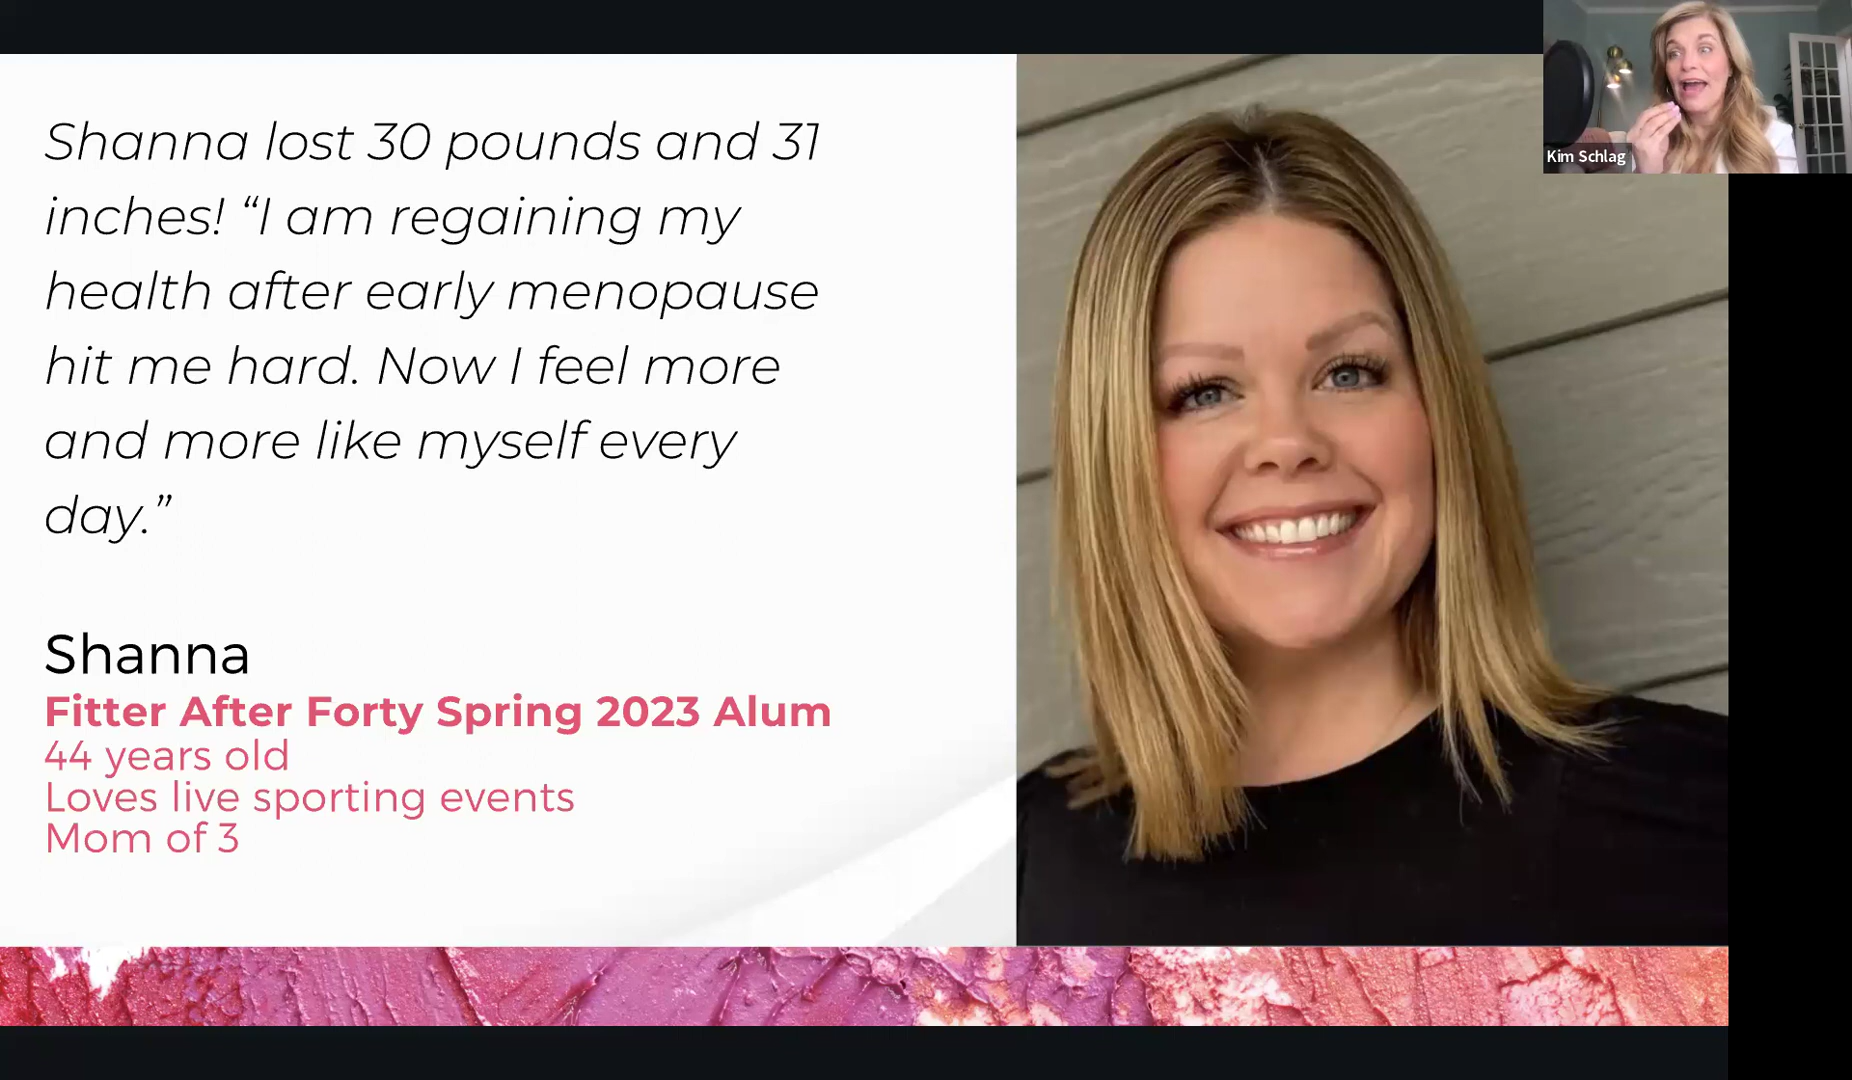 Shanna lost 30 pounds and 31
inches! “I am regaining my
health after early menopause
hit me hard. Now I feel more
and more like myself every
day.”
Shanna
Fitter After Forty Spring 2023 Alum
44 years old
Loves live sporting events
Mom of 3
Kim Schlag